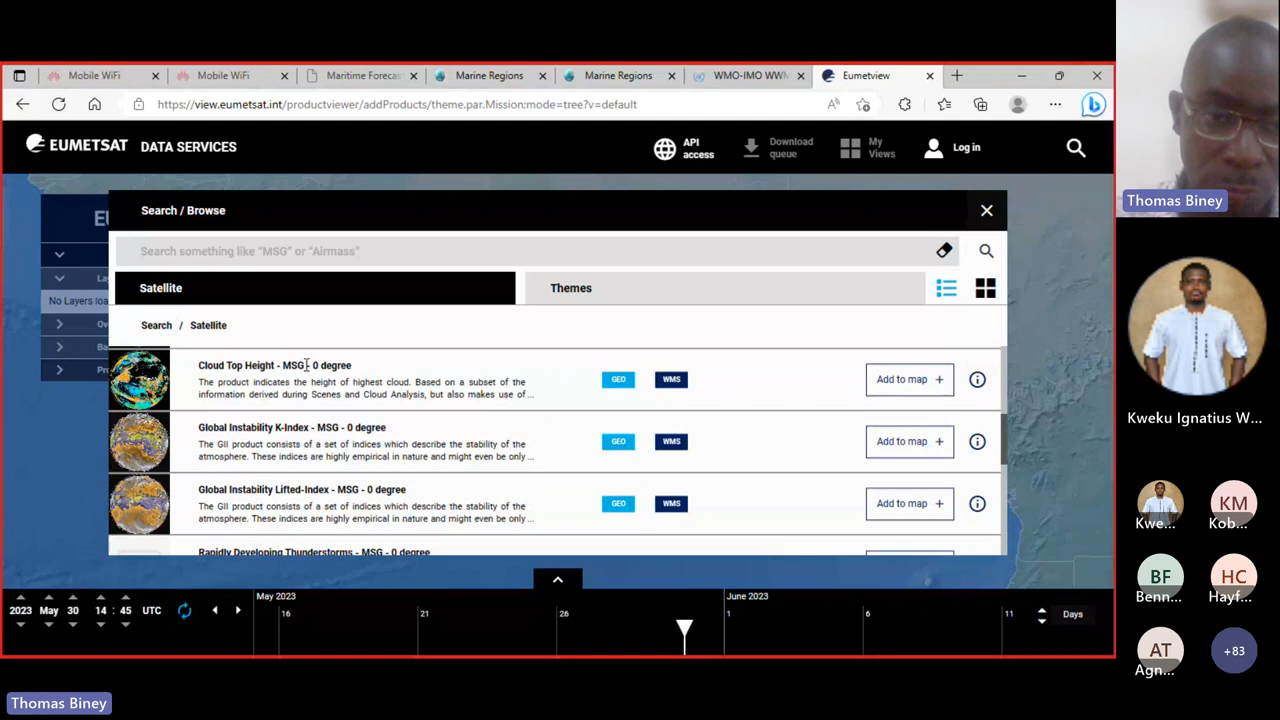 Mobile WiFi
Mobile WiFi
Maritime Forecas
Marine Regions
Marine Regions
WMO-IMO WWM
Eumetview
https://view.eumetsat.int/productviewer/addProducts/theme.par.Mission:mode=tree?v=default
EUMETSAT DATA SERVICES
API access
Download queue
My Views
Log in
EU
Search / Browse
Search something like "MSG" or "Airmass"
Satellite
Themes
No Layers loa
Search / Satellite
Cloud Top Height - MSG - 0 degree
The product indicates the height of highest cloud. Based on a subset of the
information derived during Scenes and Cloud Analysis, but also makes use of ...
GEO
WMS
Add to map +
Global Instability K-Index - MSG - 0 degree
The GII product consists of a set of indices which describe the stability of the
atmosphere. These indices are highly empirical in nature and might even be only ...
GEO
WMS
Add to map +
Global Instability Lifted-Index - MSG - 0 degree
The GII product consists of a set of indices which describe the stability of the
atmosphere. These indices are highly empirical in nature and might even be only ...
GEO
WMS
Add to map +
Rapidly Developing Thunderstorms - MSG - 0 degree
2023 May 30 14 : 45 UTC
May 2023
June 2023
16
21
26
1
6
11
Days
Thomas Biney
Thomas Biney
Kweku Ignatius W...
Kwe...
KM
Kob...
BF
Benn...
HC
Hayf...
AT
Agn...
+83